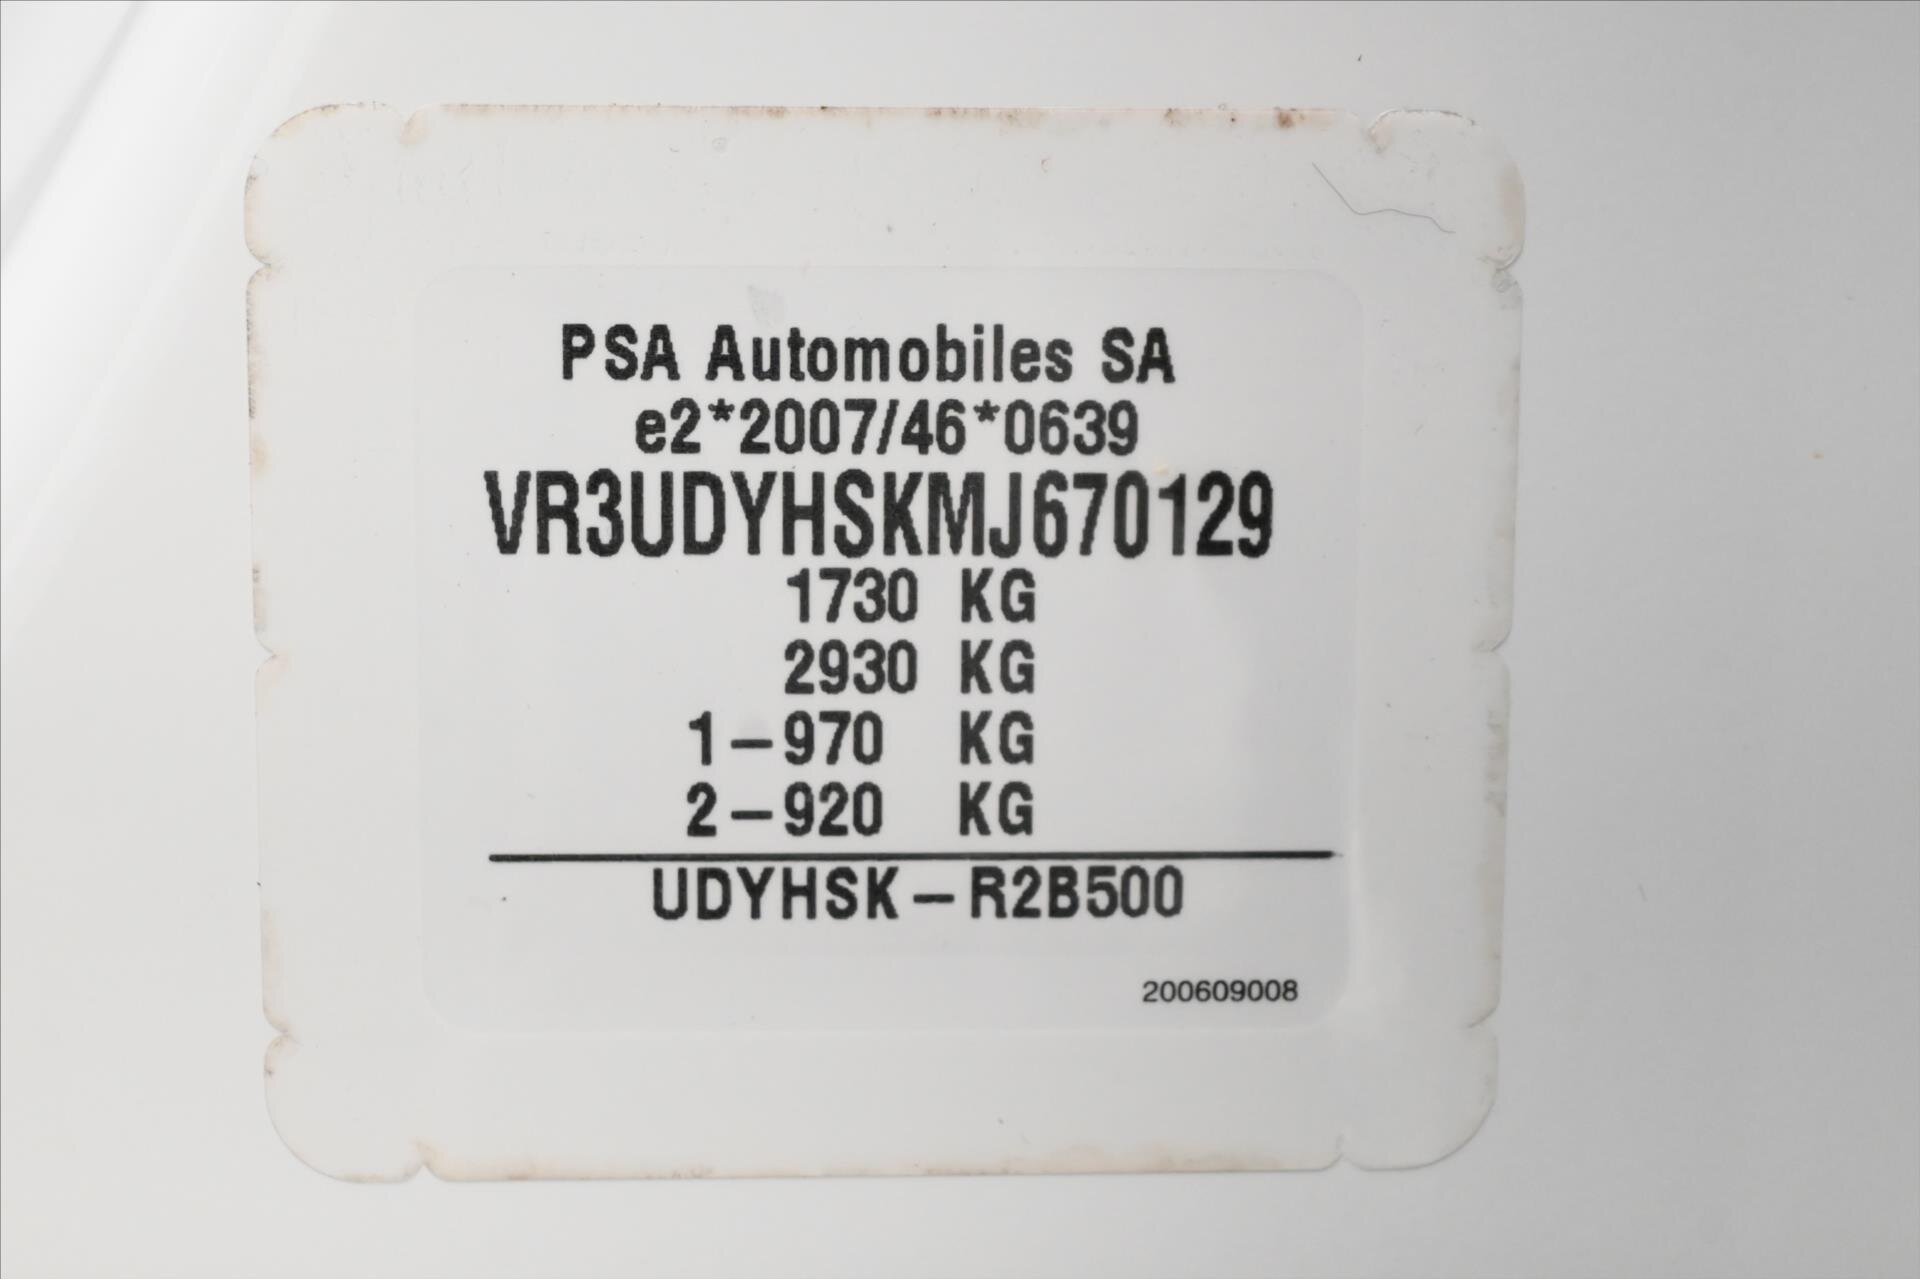 PSA Automobiles SA
e2*2007/46*0639
VR3UDYHSKMJ670129
1730 KG
2930 KG
1-970 KG
2-920 KG
UDYHSK-R2B500
200609008